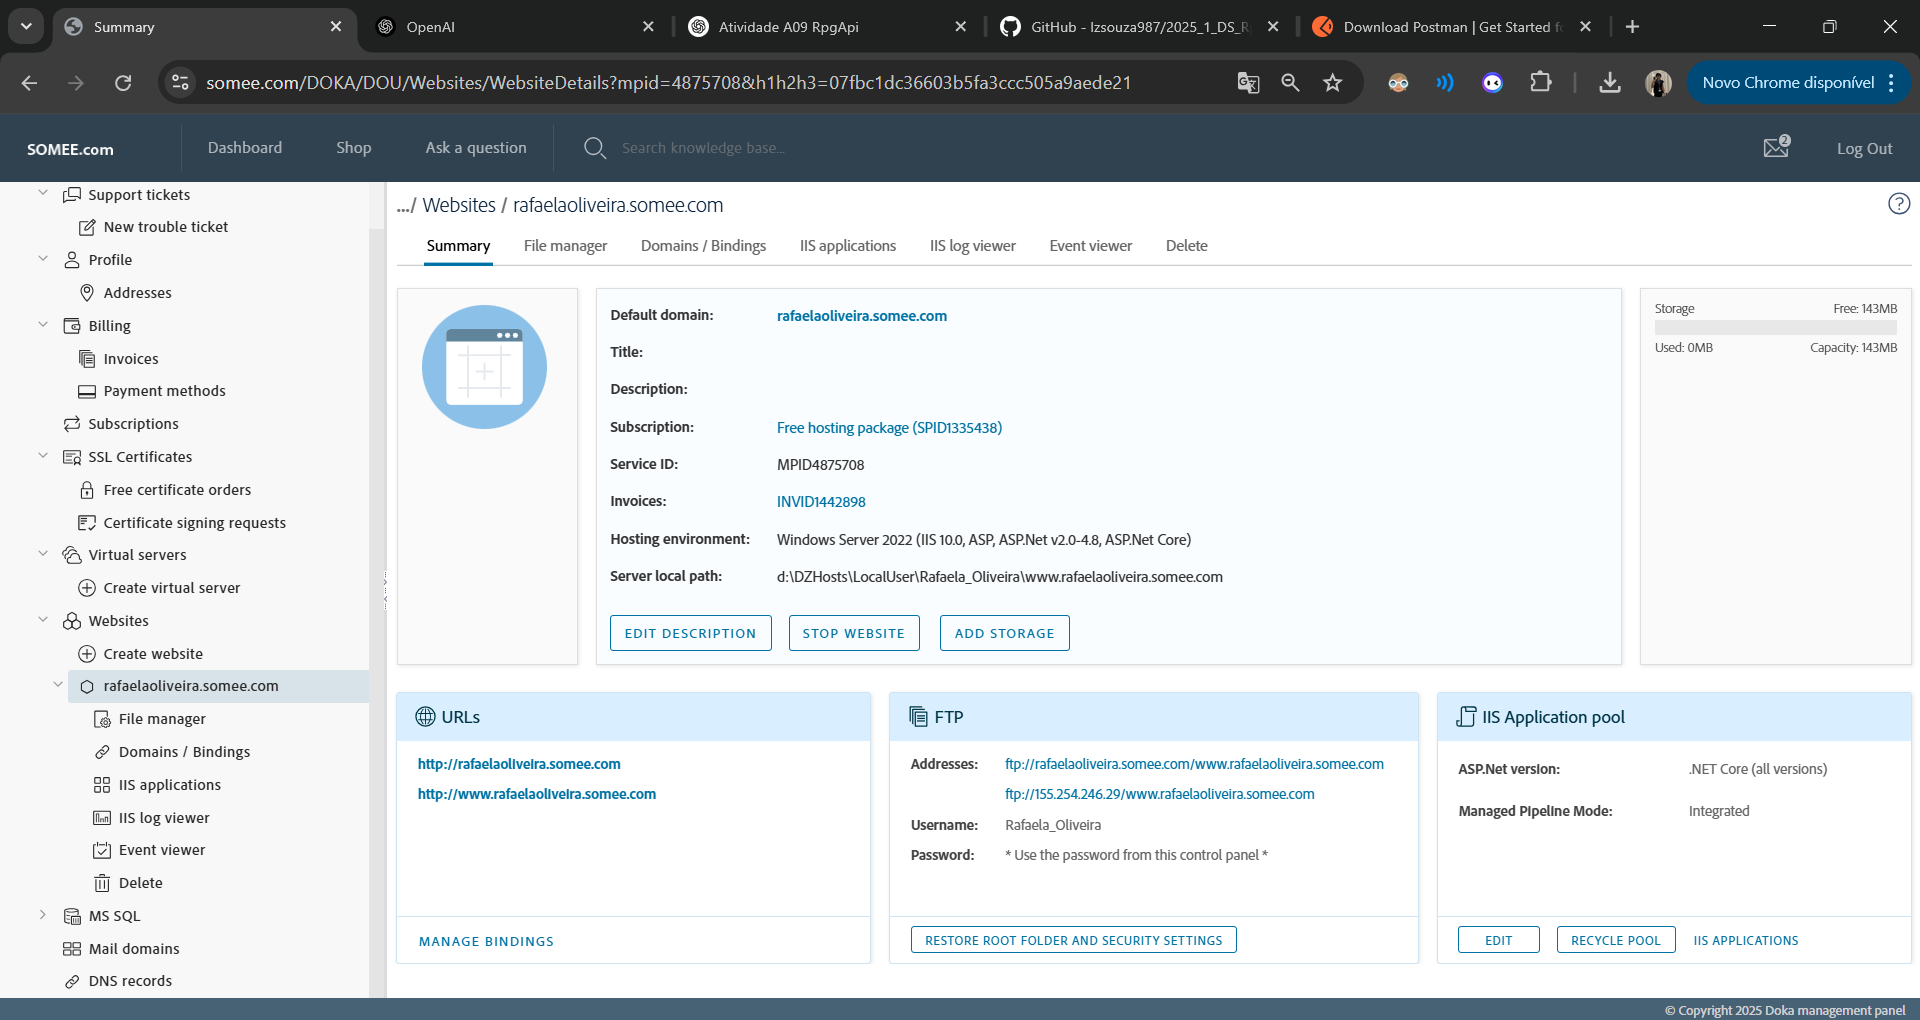 Summary
OpenAI
Atividade A09 RpgApi
GitHub - lzsouza987/2025_1_DS_R
Download Postman | Get Started f
somee.com/DOKA/DOU/Websites/WebsiteDetails?mpid=4875708&h1h2h3=07fbc1dc36603b5fa3ccc505a9aede21
Novo Chrome disponível
SOMEE.com
Dashboard
Shop
Ask a question
Search knowledge base...
2
Log Out
Support tickets
New trouble ticket
Profile
Addresses
Billing
Invoices
Payment methods
Subscriptions
SSL Certificates
Free certificate orders
Certificate signing requests
Virtual servers
Create virtual server
Websites
Create website
rafaelaoliveira.somee.com
File manager
Domains / Bindings
IIS applications
IIS log viewer
Event viewer
Delete
MS SQL
Mail domains
DNS records
.../ Websites / rafaelaoliveira.somee.com
Summary
File manager
Domains / Bindings
IIS applications
IIS log viewer
Event viewer
Delete
Default domain: rafaelaoliveira.somee.com
Title:
Description:
Subscription: Free hosting package (SPID1335438)
Service ID: MPID4875708
Invoices: INVID1442898
Hosting environment: Windows Server 2022 (IIS 10.0, ASP, ASP.Net v2.0-4.8, ASP.Net Core)
Server local path: d:\DZHosts\LocalUser\Rafaela_Oliveira\www.rafaelaoliveira.somee.com
EDIT DESCRIPTION
STOP WEBSITE
ADD STORAGE
Storage Free: 143MB
Used: 0MB Capacity: 143MB
URLs
http://rafaelaoliveira.somee.com
http://www.rafaelaoliveira.somee.com
MANAGE BINDINGS
FTP
Addresses: ftp://rafaelaoliveira.somee.com/www.rafaelaoliveira.somee.com
ftp://155.254.246.29/www.rafaelaoliveira.somee.com
Username: Rafaela_Oliveira
Password: * Use the password from this control panel *
RESTORE ROOT FOLDER AND SECURITY SETTINGS
IIS Application pool
ASP.Net version: .NET Core (all versions)
Managed Pipeline Mode: Integrated
EDIT
RECYCLE POOL
IIS APPLICATIONS
© Copyright 2025 Doka management panel